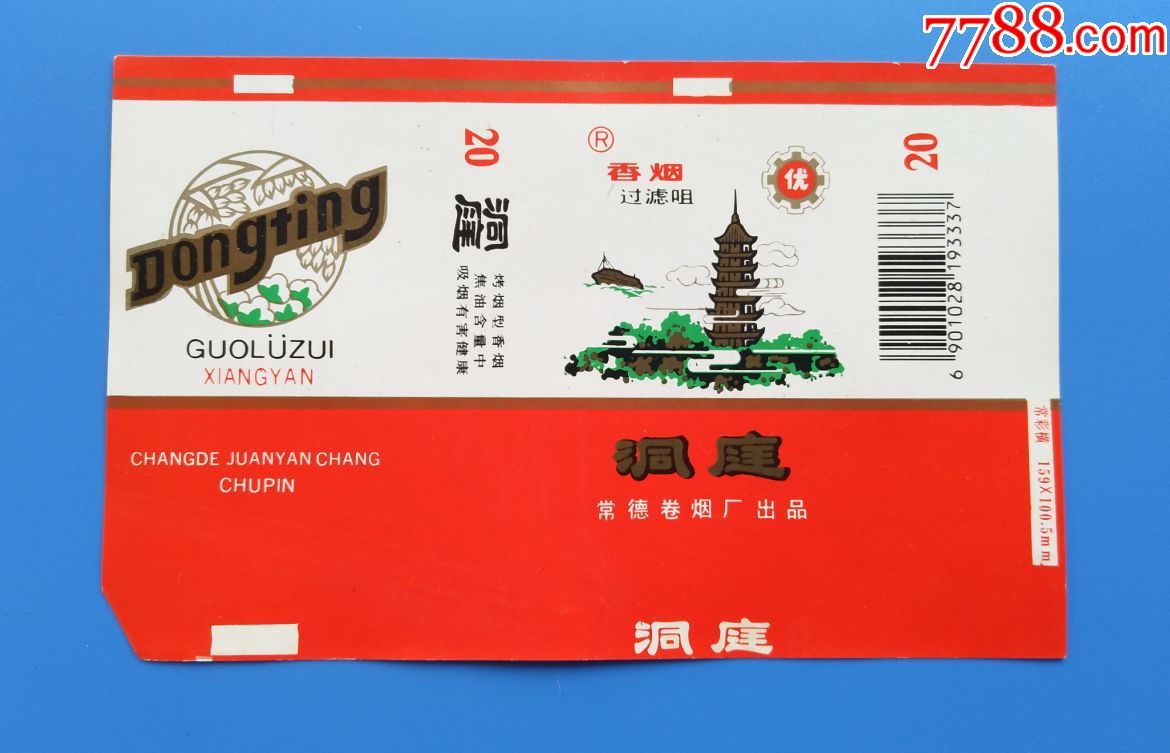 7788.com
Dongting
GUOLÜZUI
XIANGYAN
CHANGDE JUANYAN CHANG
CHUPIN
20
洞庭
烤烟型香烟
焦油含量中
吸烟有害健康
®
香烟
过滤咀
优
20
6 901028 193337
洞庭
常德卷烟厂出品
洞庭
常彩横 159X100.5mm